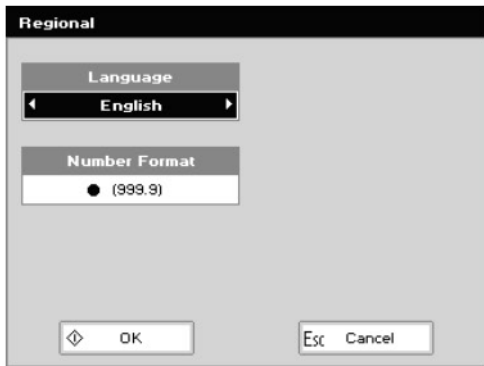 Regional
Language
English
Number Format
(999.9)
OK
Esc Cancel